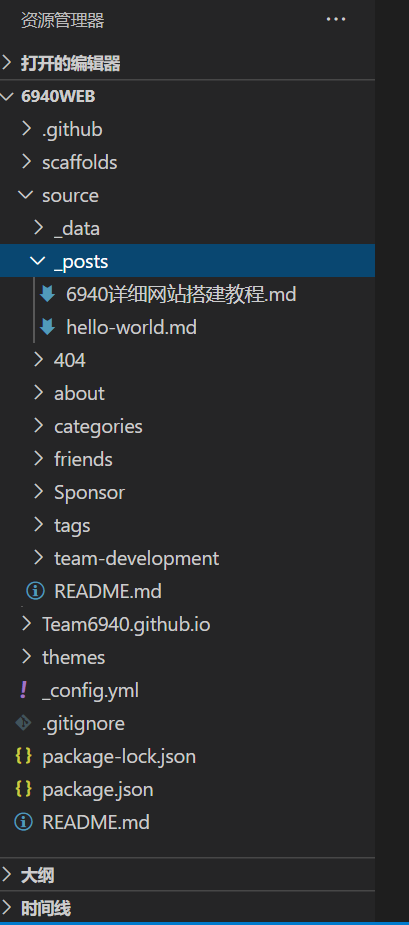 资源管理器 ···
打开的编辑器
6940WEB
.github
scaffolds
source
_data
_posts
6940详细网站搭建教程.md
hello-world.md
404
about
categories
friends
Sponsor
tags
team-development
README.md
Team6940.github.io
themes
_config.yml
.gitignore
package-lock.json
package.json
README.md
大纲
时间线